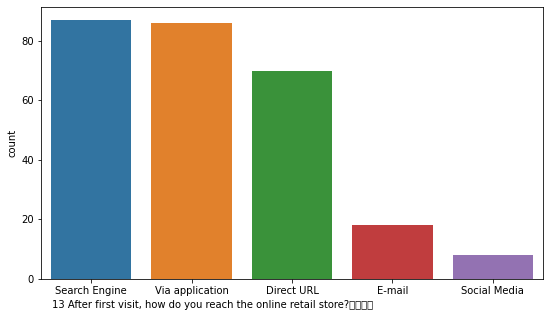 80
60
40
20
0
count
Search Engine Via application Direct URL E-mail Social Media
13 After first visit, how do you reach the online retail store?